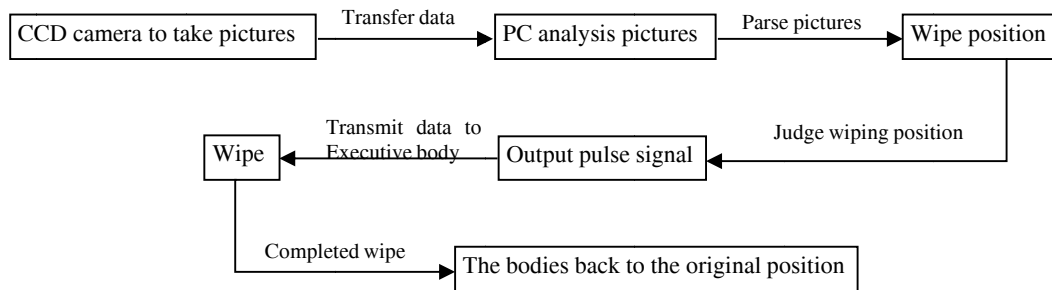 Transfer data
CCD camera to take pictures
PC analysis pictures
Parse pictures
Wipe position
Judge wiping position
Transmit data to
Executive body
Wipe
Output pulse signal
Completed wipe
The bodies back to the original position